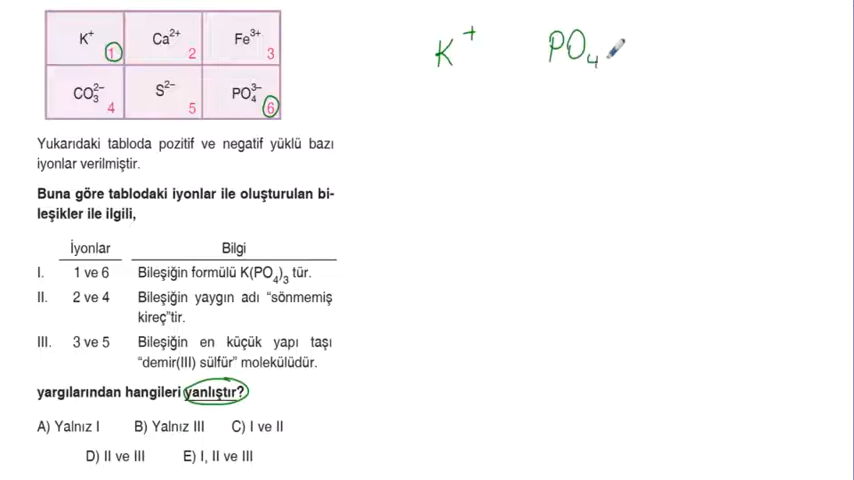 K⁺ 1 Ca²⁺ 2 Fe³⁺ 3
CO₃²⁻ 4 S²⁻ 5 PO₄³⁻ 6
K⁺ PO₄
Yukarıdaki tabloda pozitif ve negatif yüklü bazı
iyonlar verilmiştir.
Buna göre tablodaki iyonlar ile oluşturulan bi-
leşikler ile ilgili,
İyonlar Bilgi
I. 1 ve 6 Bileşiğin formülü K(PO₄)₃ tür.
II. 2 ve 4 Bileşiğin yaygın adı “sönmemiş
kireç”tir.
III. 3 ve 5 Bileşiğin en küçük yapı taşı
“demir(III) sülfür” molekülüdür.
yargılarından hangileri yanlıştır?
A) Yalnız I B) Yalnız III C) I ve II
D) II ve III E) I, II ve III